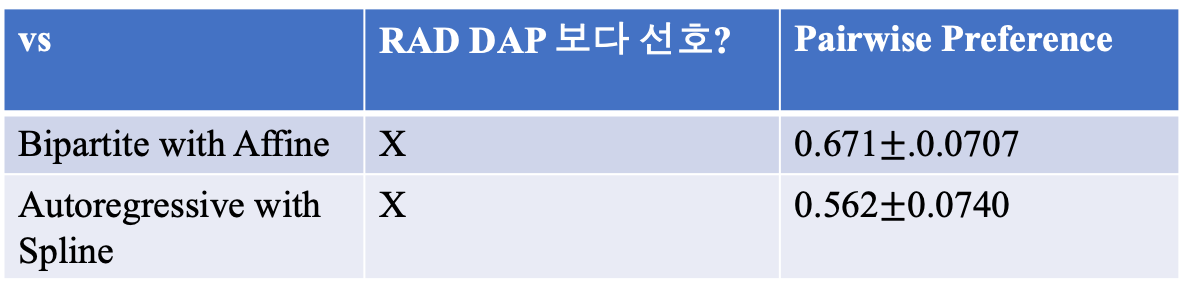 vs
RAD DAP 보다 선호?
Pairwise Preference
Bipartite with Affine
X
0.671±.0.0707
Autoregressive with
Spline
X
0.562±0.0740